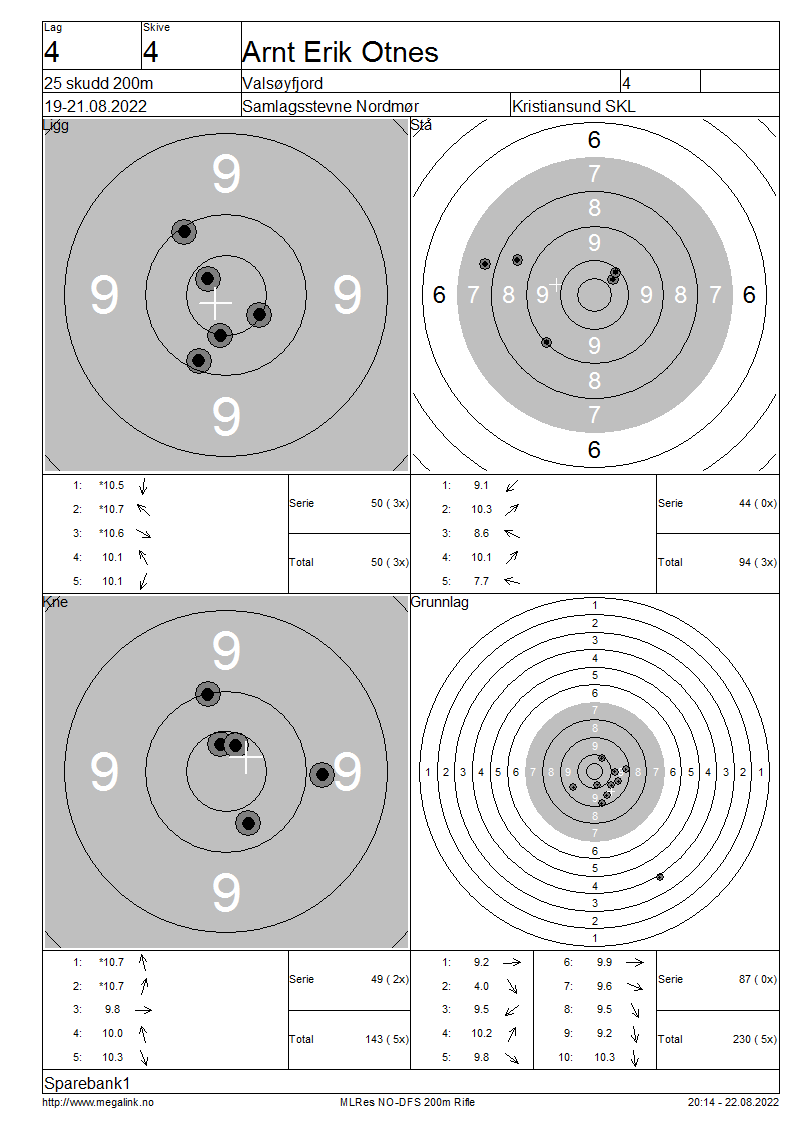 Lag Skive
4 4 Arnt Erik Otnes
25 skudd 200m Valsøyfjord 4
19-21.08.2022 Samlagsstevne Nordmør Kristiansund SKL
Ligg
9
9 9
9
Stå
6
7
8
9
6 7 8 9 9 8 7 6
9
8
7
6
1: *10.5
2: *10.7
3: *10.6
4: 10.1
5: 10.1
Serie 50 ( 3x)
Total 50 ( 3x)
1: 9.1
2: 10.3
3: 8.6
4: 10.1
5: 7.7
Serie 44 ( 0x)
Total 94 ( 3x)
Kne
9
9 9
9
Grunnlag
1
2
3
4
5
6
7
8
9
1 2 3 4 5 6 7 8 9 9 8 7 6 5 4 3 2 1
9
8
7
6
5
4
3
2
1
1: *10.7
2: *10.7
3: 9.8
4: 10.0
5: 10.3
Serie 49 ( 2x)
Total 143 ( 5x)
1: 9.2 6: 9.9
2: 4.0 7: 9.6
3: 9.5 8: 9.5
4: 10.2 9: 9.2
5: 9.8 10: 10.3
Serie 87 ( 0x)
Total 230 ( 5x)
Sparebank1
http://www.megalink.no MLRes NO-DFS 200m Rifle 20:14 - 22.08.2022